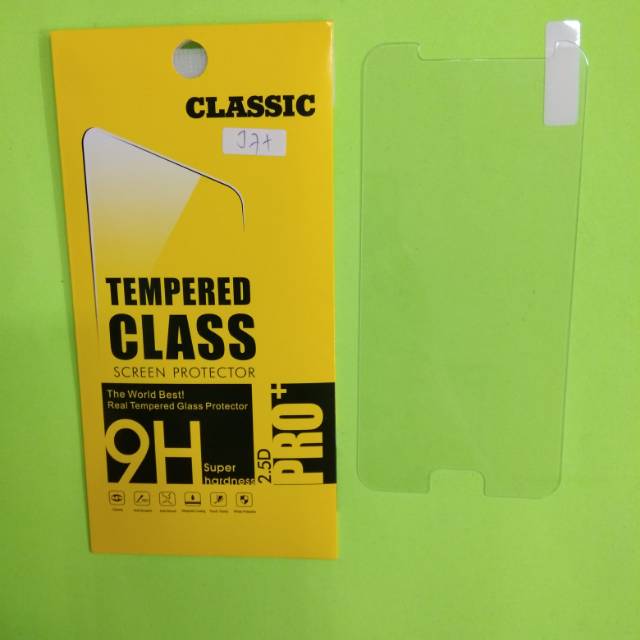 CLASSIC
J7+
TEMPERED
CLASS
SCREEN PROTECTOR
The World Best!
Real Tempered Glass Protector
9H
Super
hardness
2.5D
PRO+